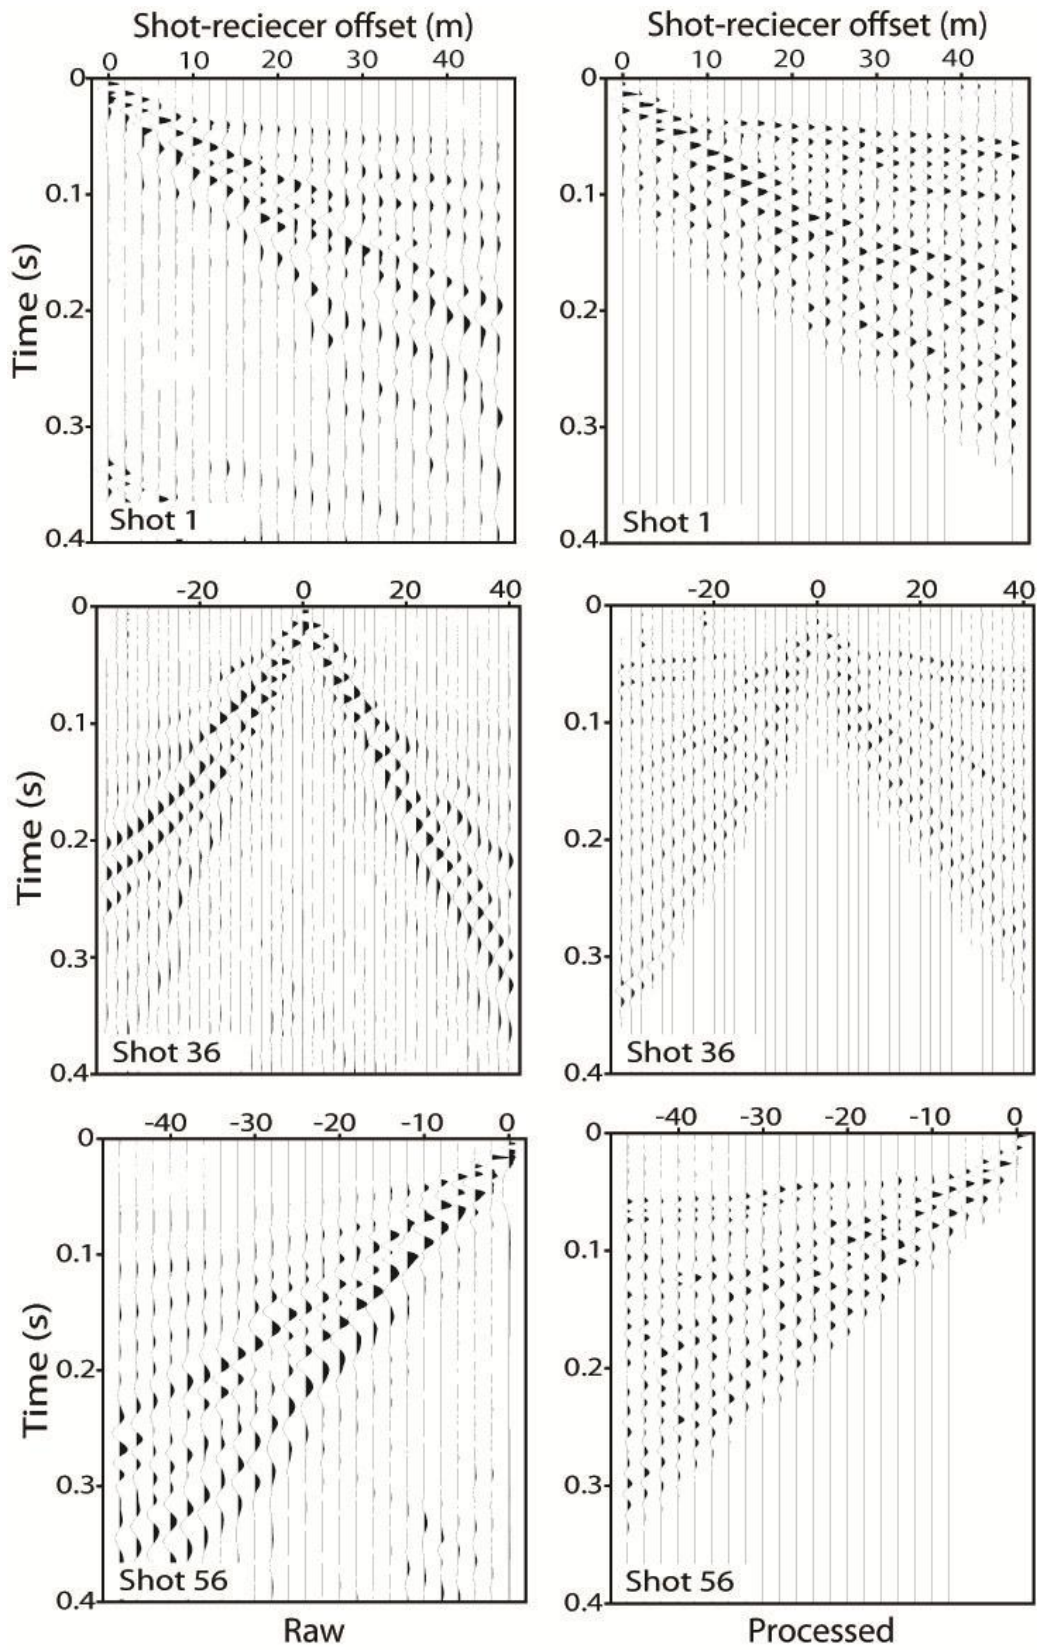 Shot-reciecer offset (m) Shot-reciecer offset (m)
0 10 20 30 40 0 10 20 30 40
0 0
0.1 0.1
0.2 0.2
0.3 0.3
0.4 0.4
Time (s)
Shot 1 Shot 1
-20 0 20 40 -20 0 20 40
0 0
0.1 0.1
0.2 0.2
0.3 0.3
0.4 0.4
Time (s)
Shot 36 Shot 36
-40 -30 -20 -10 0 -40 -30 -20 -10 0
0 0
0.1 0.1
0.2 0.2
0.3 0.3
0.4 0.4
Time (s)
Shot 56 Shot 56
Raw Processed